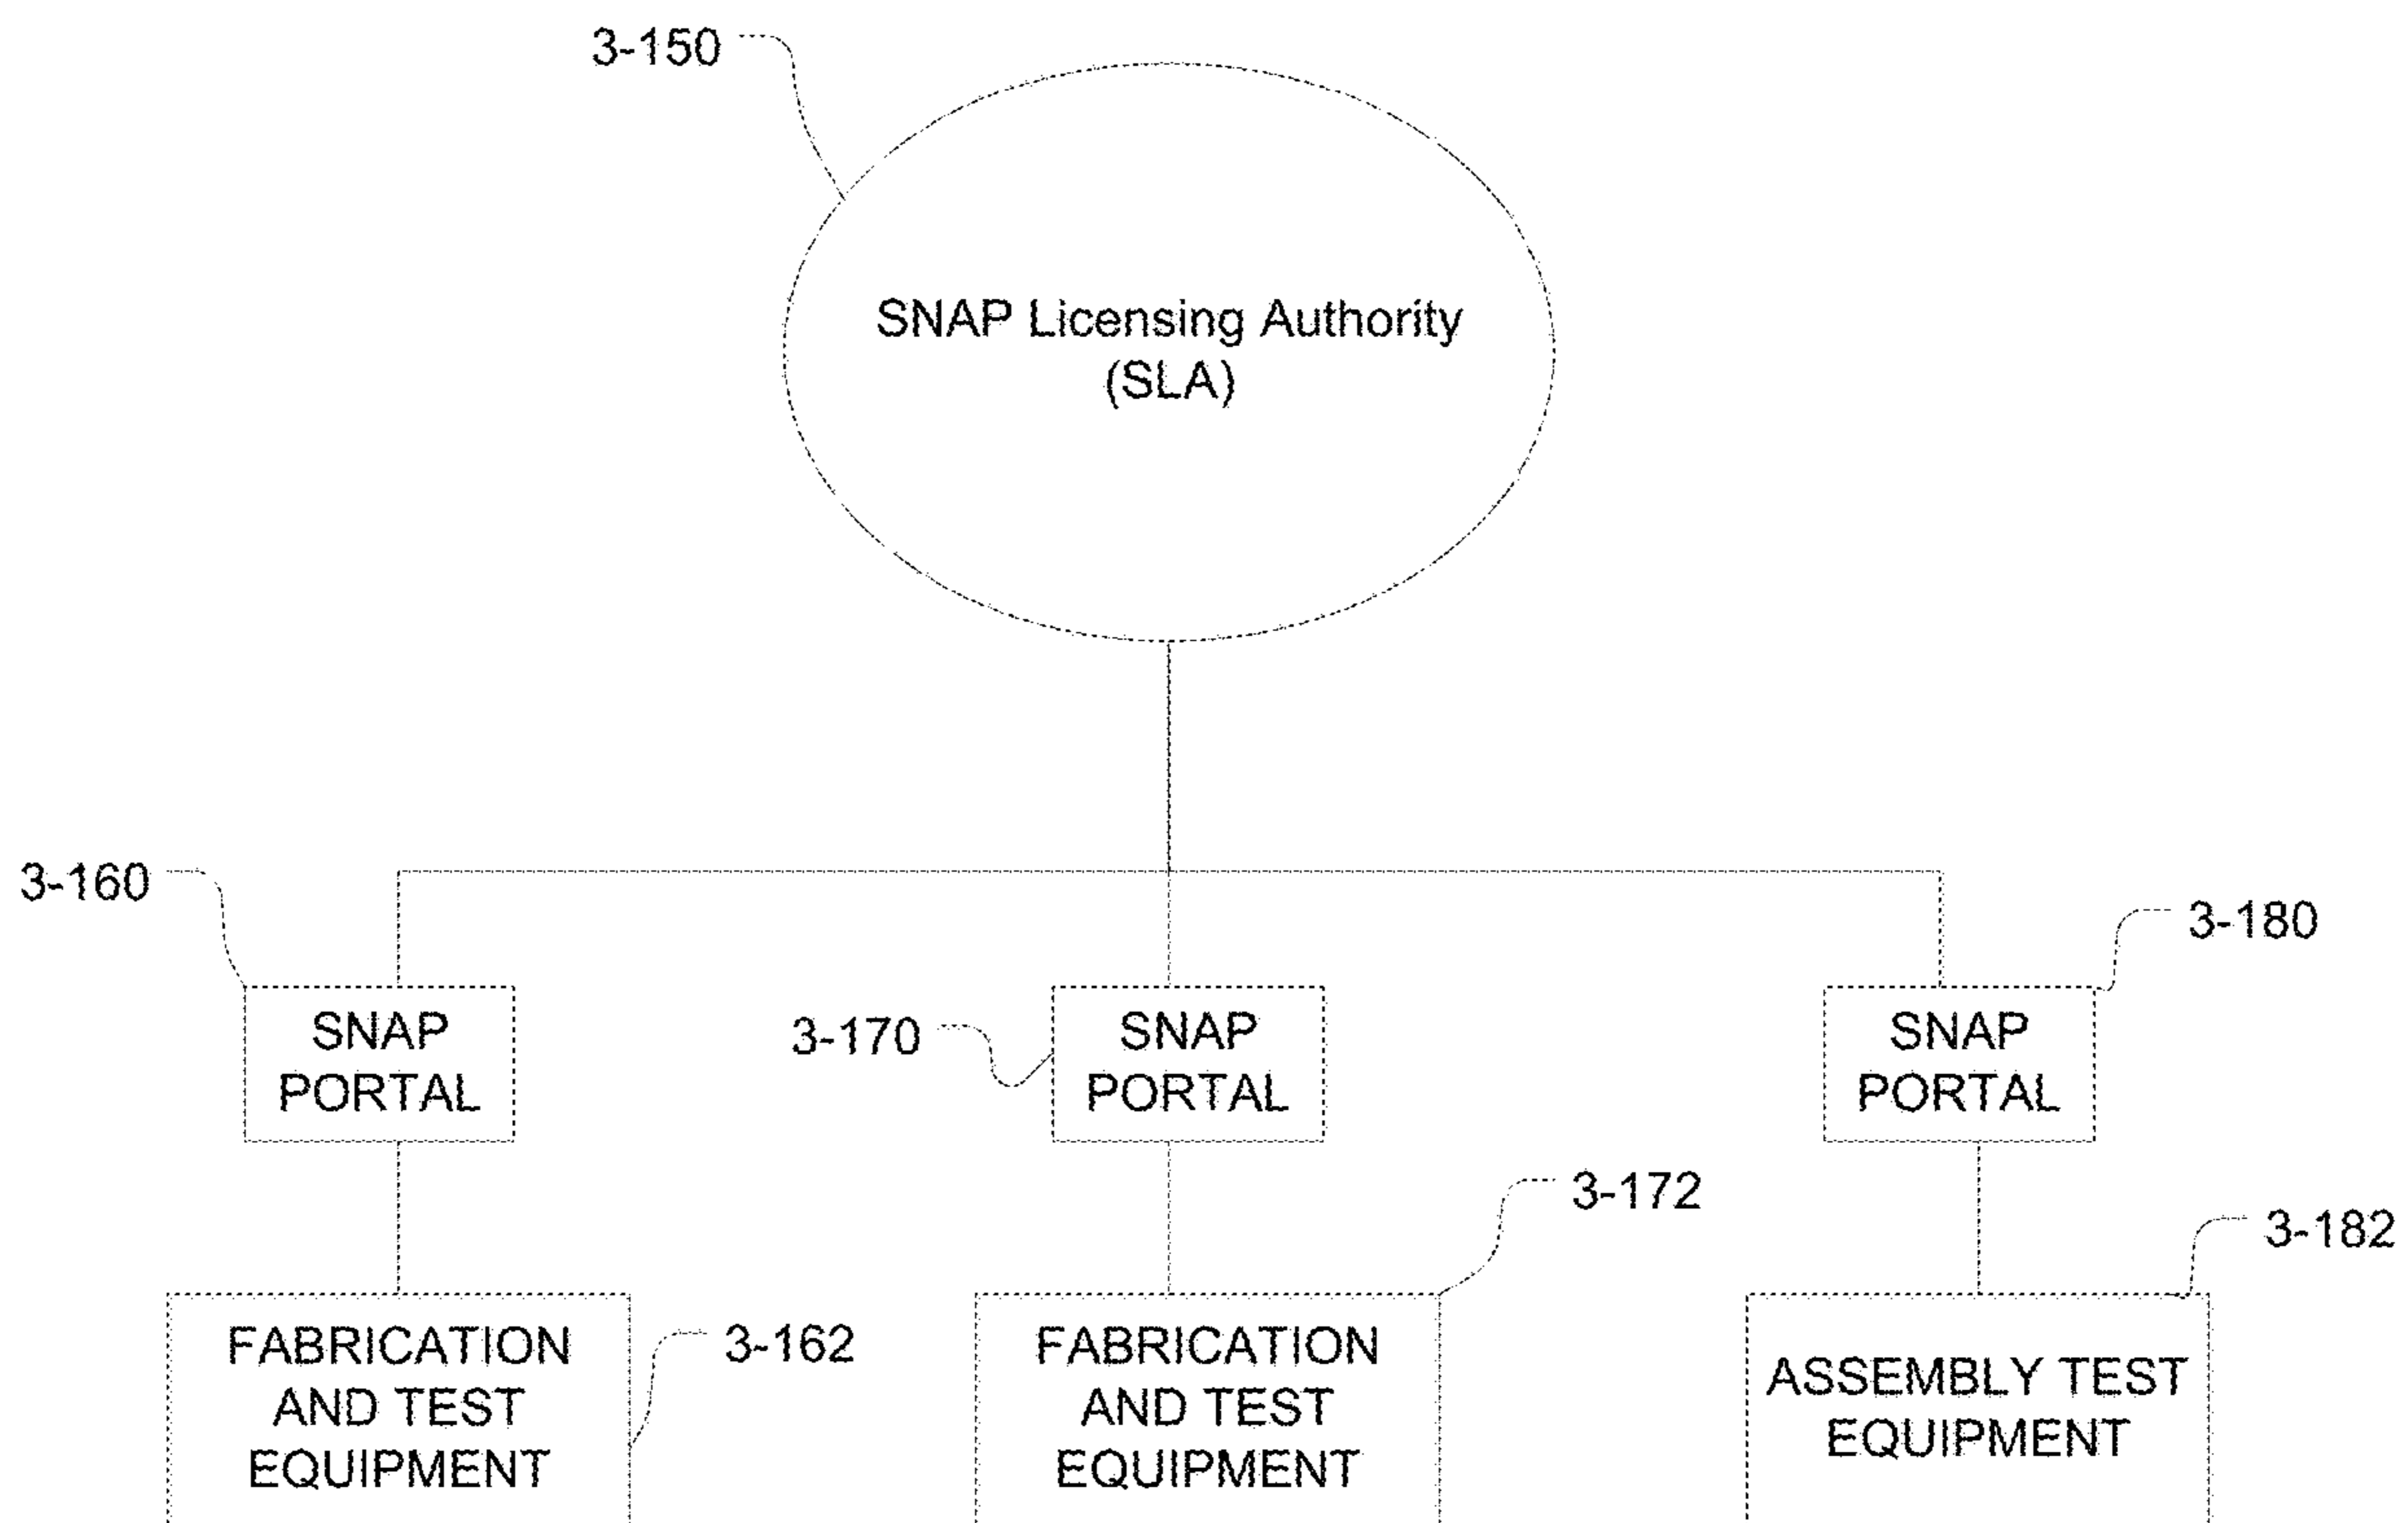 3-150
SNAP Licensing Authority
(SLA)
3-160
3-180
SNAP
PORTAL
3-170
SNAP
PORTAL
SNAP
PORTAL
3-172
3-182
FABRICATION
AND TEST
EQUIPMENT
3-162
FABRICATION
AND TEST
EQUIPMENT
ASSEMBLY TEST
EQUIPMENT